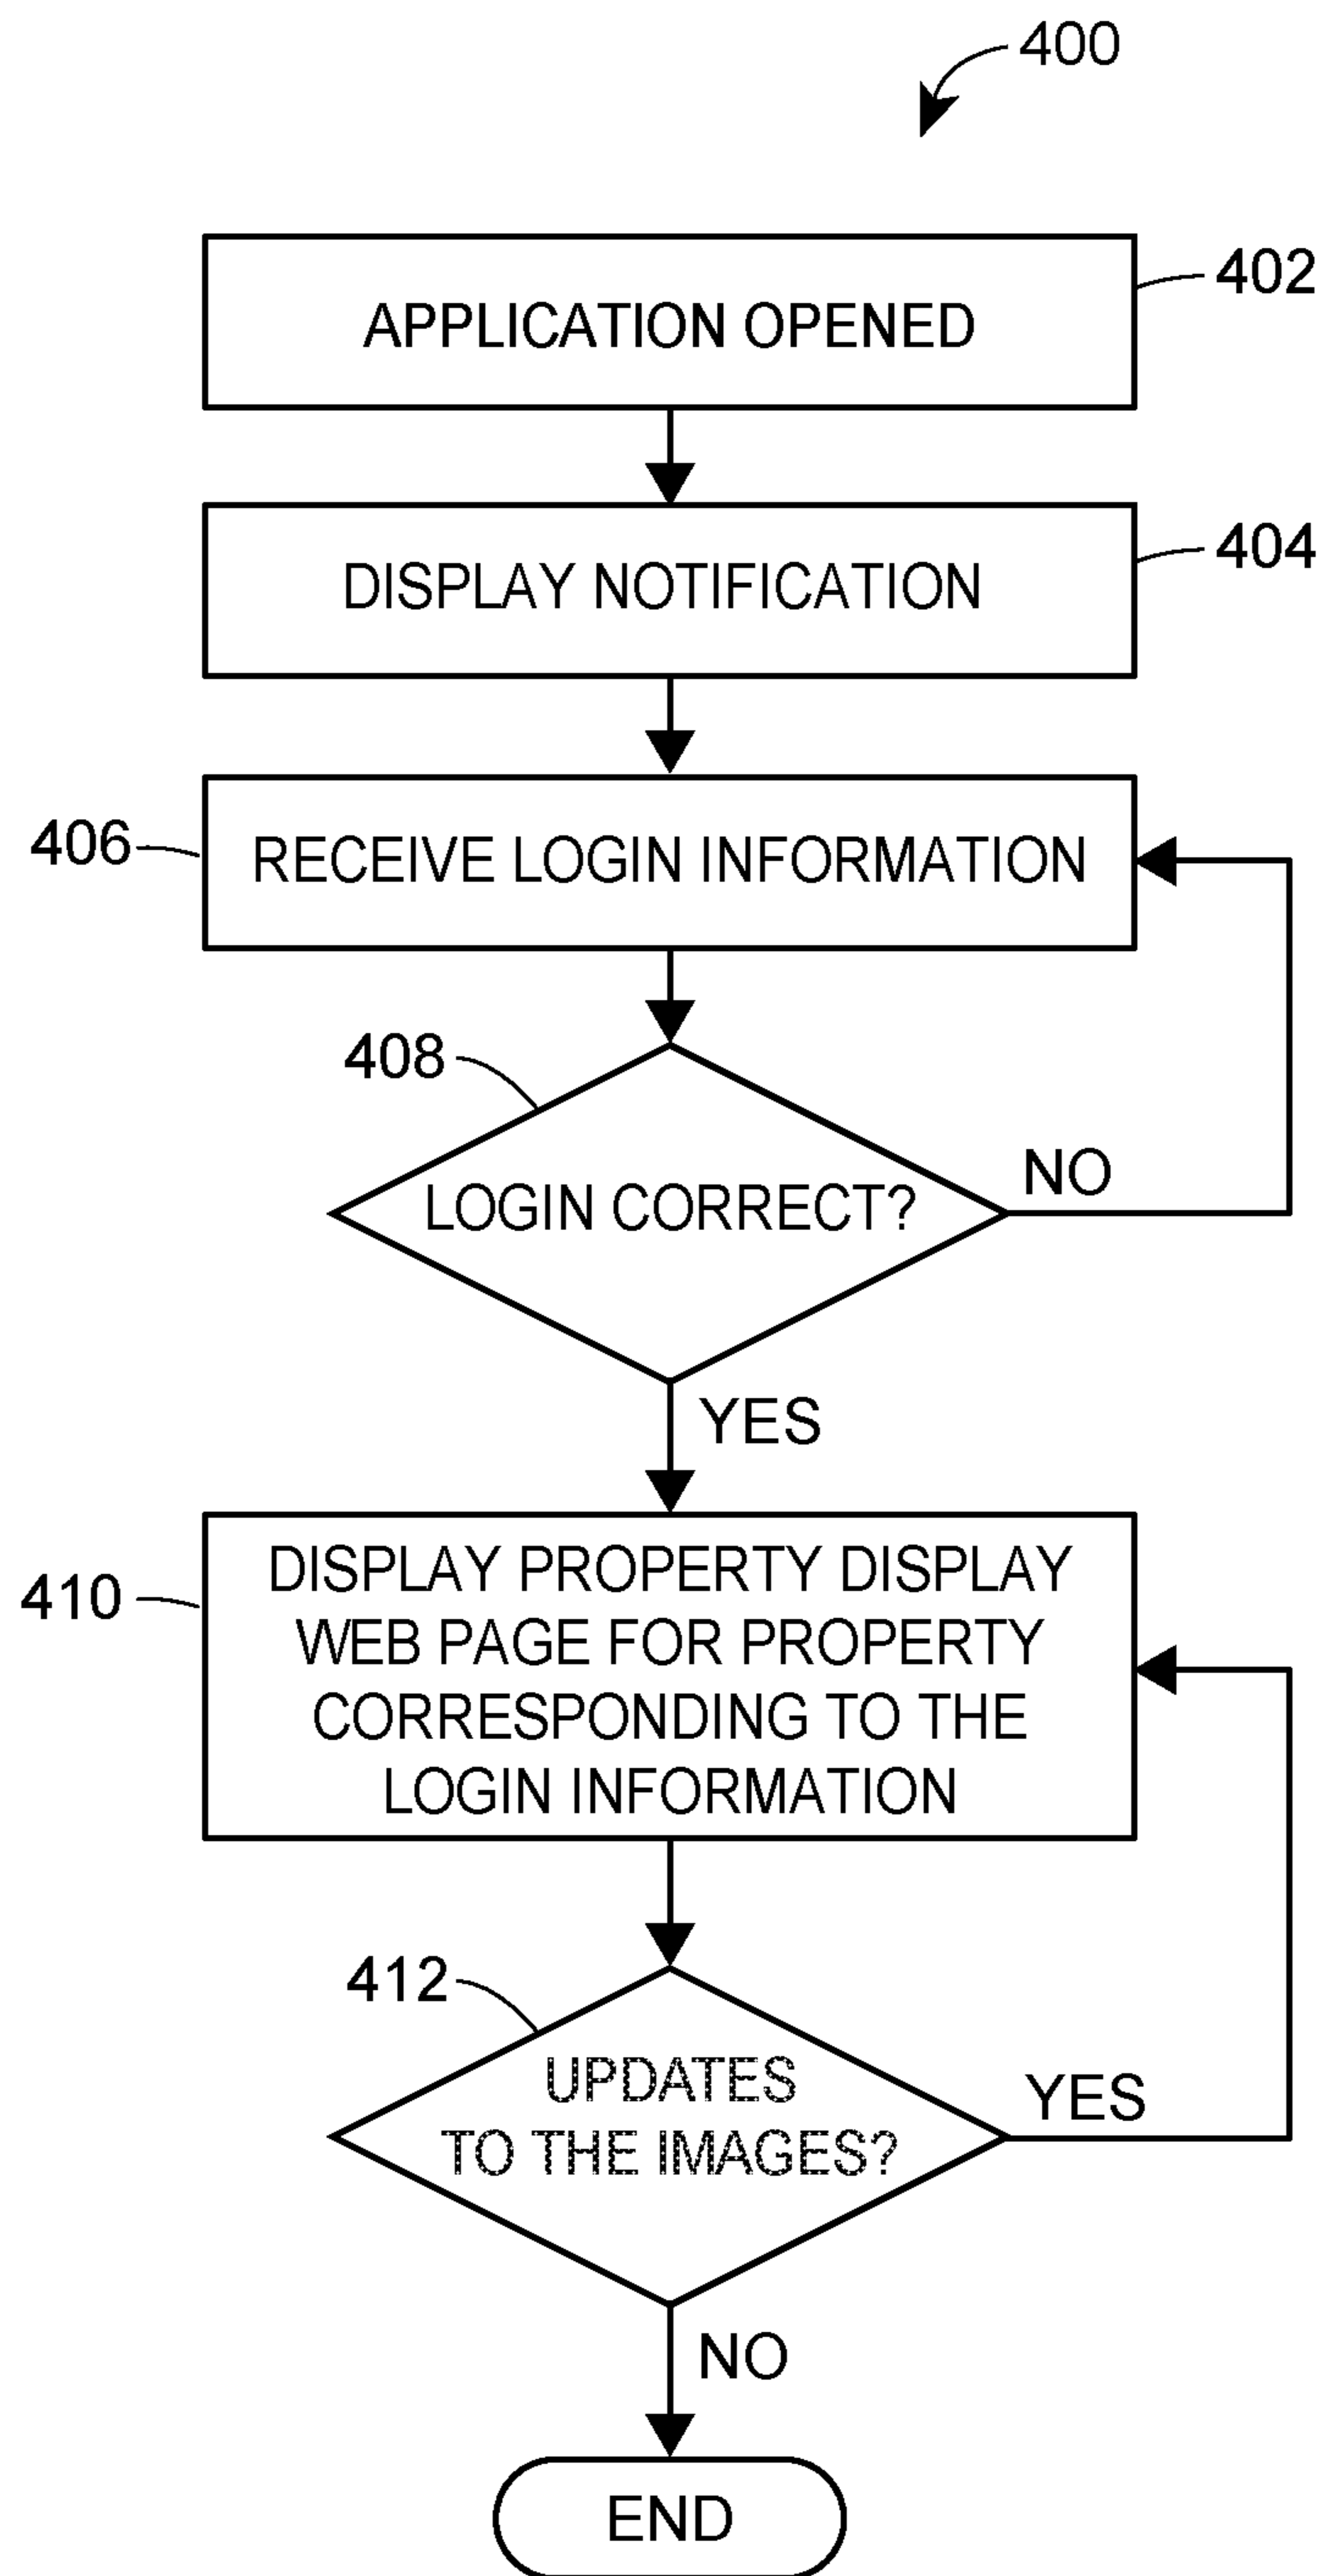 400
APPLICATION OPENED
402
DISPLAY NOTIFICATION
404
406
RECEIVE LOGIN INFORMATION
408
LOGIN CORRECT?
NO
YES
410
DISPLAY PROPERTY DISPLAY
WEB PAGE FOR PROPERTY
CORRESPONDING TO THE
LOGIN INFORMATION
412
UPDATES
TO THE IMAGES?
YES
NO
END